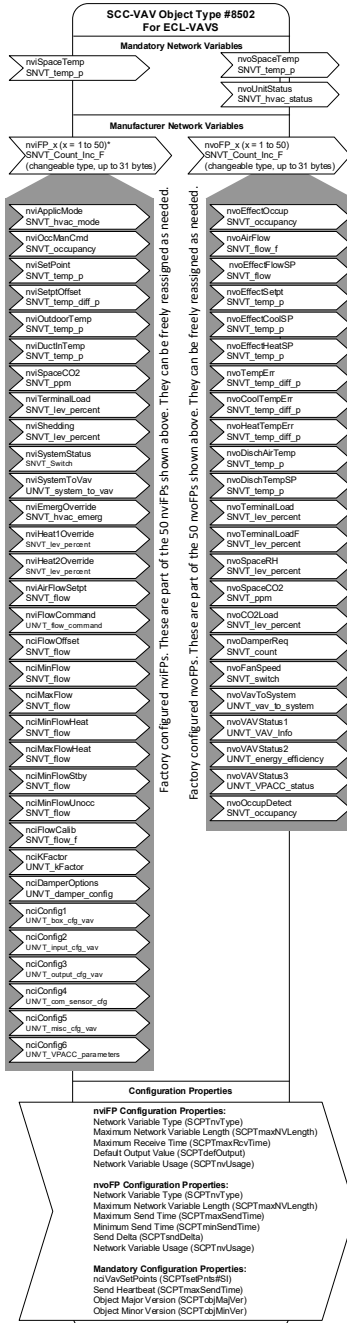 SCC-VAV Object Type #8502
For ECL-VAVS
Mandatory Network Variables
nviSpaceTemp
SNVT_temp_p
nvoSpaceTemp
SNVT_temp_p
nvoUnitStatus
SNVT_hvac_status
Manufacturer Network Variables
nviFP_x (x = 1 to 50)*
SNVT_Count_Inc_F
(changeable type, up to 31 bytes)
nvoFP_x (x = 1 to 50)
SNVT_Count_Inc_F
(changeable type, up to 31 bytes)
nviApplicMode
SNVT_hvac_mode
nviOccManCmd
SNVT_occupancy
nviSetPoint
SNVT_temp_p
nviSetptOffset
SNVT_temp_diff_p
nviOutdoorTemp
SNVT_temp_p
nviDuctInTemp
SNVT_temp_p
nviSpaceCO2
SNVT_ppm
nviTerminalLoad
SNVT_lev_percent
nviShedding
SNVT_lev_percent
nviSystemStatus
SNVT_Switch
nviSystemToVav
UNVT_system_to_vav
nviEmergOverride
SNVT_hvac_emerg
nviHeat1Override
SNVT_lev_percent
nviHeat2Override
SNVT_lev_percent
nviAirFlowSetpt
SNVT_flow
nviFlowCommand
UNVT_flow_command
nciFlowOffset
SNVT_flow
nciMinFlow
SNVT_flow
nciMaxFlow
SNVT_flow
nciMinFlowHeat
SNVT_flow
nciMaxFlowHeat
SNVT_flow
nciMinFlowStby
SNVT_flow
nciMinFlowUnocc
SNVT_flow
nciFlowCalib
SNVT_flow_f
nciKFactor
UNVT_kFactor
nciDamperOptions
UNVT_damper_config
nciConfig1
UNVT_box_cfg_vav
nciConfig2
UNVT_input_cfg_vav
nciConfig3
UNVT_output_cfg_vav
nciConfig4
UNVT_com_sensor_cfg
nciConfig5
UNVT_misc_cfg_vav
nciConfig6
UNVT_VPACC_parameters
Factory configured nviFPs. These are part of the 50 nviFPs shown above. They can be freely reassigned as needed.
Factory configured nvoFPs. These are part of the 50 nvoFPs shown above. They can be freely reassigned as needed.
nvoEffectOccup
SNVT_occupancy
nvoAirFlow
SNVT_flow_f
nvoEffectFlowSP
SNVT_flow
nvoEffectSetpt
SNVT_temp_p
nvoEffectCoolSP
SNVT_temp_p
nvoEffectHeatSP
SNVT_temp_p
nvoTempErr
SNVT_temp_diff_p
nvoCoolTempErr
SNVT_temp_diff_p
nvoHeatTempErr
SNVT_temp_diff_p
nvoDischAirTemp
SNVT_temp_p
nvoDischTempSP
SNVT_temp_p
nvoTerminalLoad
SNVT_lev_percent
nvoTerminalLoadF
SNVT_lev_percent
nvoSpaceRH
SNVT_lev_percent
nvoSpaceCO2
SNVT_ppm
nvoCO2Load
SNVT_lev_percent
nvoDamperReq
SNVT_count
nvoFanSpeed
SNVT_switch
nvoVavToSystem
UNVT_vav_to_system
nvoVAVStatus1
UNVT_VAV_Info
nvoVAVStatus2
UNVT_energy_efficiency
nvoVAVStatus3
UNVT_VPACC_status
nvoOccupDetect
SNVT_occupancy
Configuration Properties
nviFP Configuration Properties:
Network Variable Type (SCPTnvType)
Maximum Network Variable Length (SCPTmaxNVLength)
Maximum Receive Time (SCPTmaxRcvTime)
Default Output Value (SCPTdefOutput)
Network Variable Usage (SCPTnvUsage)
nvoFP Configuration Properties:
Network Variable Type (SCPTnvType)
Maximum Network Variable Length (SCPTmaxNVLength)
Maximum Send Time (SCPTmaxSendTime)
Minimum Send Time (SCPTminSendTime)
Send Delta (SCPTsndDelta)
Network Variable Usage (SCPTnvUsage)
Mandatory Configuration Properties:
nciVavSetPoints (SCPTsetPnts#SI)
Send Heartbeat (SCPTmaxSendTime)
Object Major Version (SCPTobjMajVer)
Object Minor Version (SCPTobjMinVer)